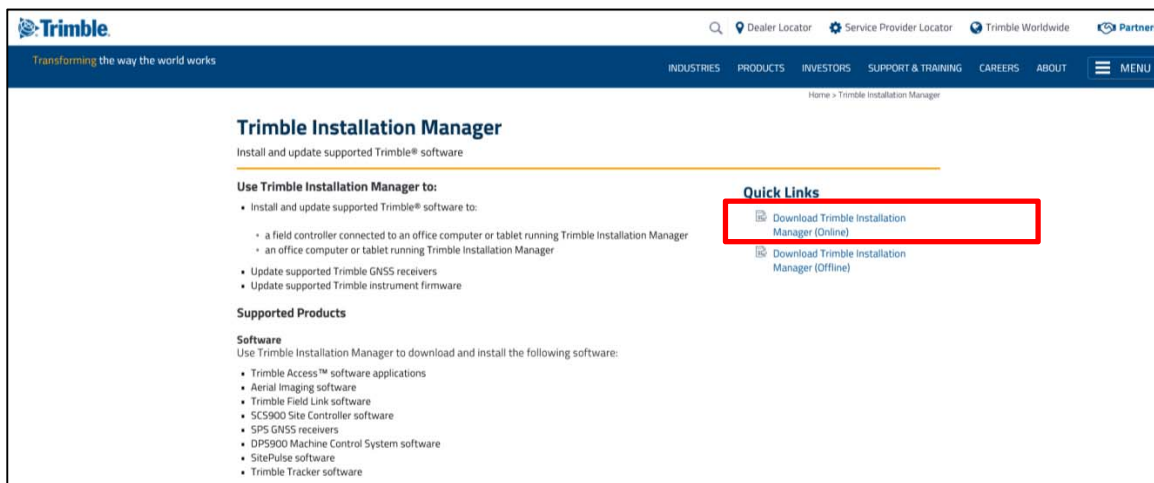 Trimble.
Dealer Locator Service Provider Locator Trimble Worldwide Partner
Transforming the way the world works
INDUSTRIES PRODUCTS INVESTORS SUPPORT & TRAINING CAREERS ABOUT MENU
Home > Trimble Installation Manager
Trimble Installation Manager
Install and update supported Trimble® software
Use Trimble Installation Manager to:
• Install and update supported Trimble® software to:
◦ a field controller connected to an office computer or tablet running Trimble Installation Manager
◦ an office computer or tablet running Trimble Installation Manager
• Update supported Trimble GNSS receivers
• Update supported Trimble instrument firmware
Quick Links
Download Trimble Installation
Manager (Online)
Download Trimble Installation
Manager (Offline)
Supported Products
Software
Use Trimble Installation Manager to download and install the following software:
• Trimble Access™ software applications
• Aerial Imaging software
• Trimble Field Link software
• SCS900 Site Controller software
• SPS GNSS receivers
• DPS900 Machine Control System software
• SitePulse software
• Trimble Tracker software